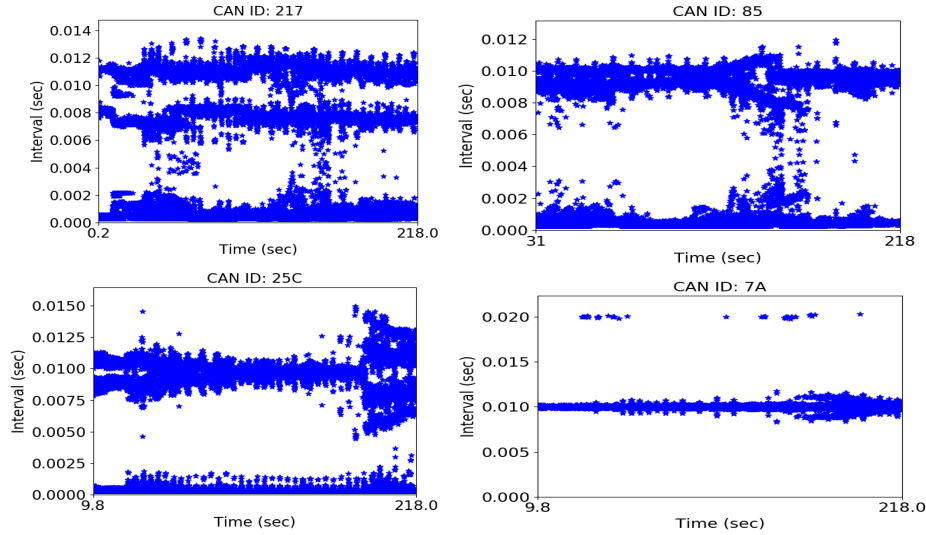 CAN ID: 217
Interval (sec)
0.014
0.012
0.010
0.008
0.006
0.004
0.002
0.000
0.2
218.0
Time (sec)
CAN ID: 85
Interval (sec)
0.012
0.010
0.008
0.006
0.004
0.002
0.000
31
218
Time (sec)
CAN ID: 25C
Interval (sec)
0.0150
0.0125
0.0100
0.0075
0.0050
0.0025
0.0000
9.8
218.0
Time (sec)
CAN ID: 7A
Interval (sec)
0.020
0.015
0.010
0.005
0.000
9.8
218.0
Time (sec)